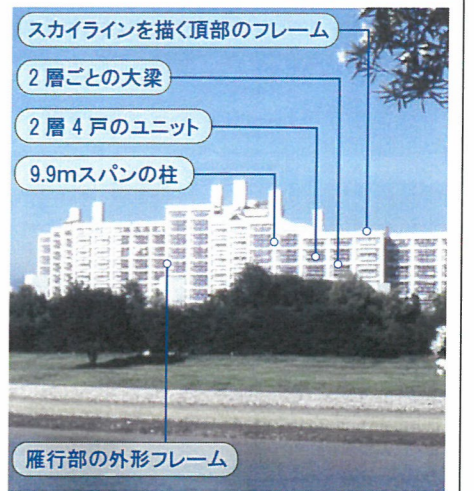 スカイラインを描く頂部のフレーム
2層ごとの大梁
2層4戸のユニット
9.9mスパンの柱
雁行部の外形フレーム